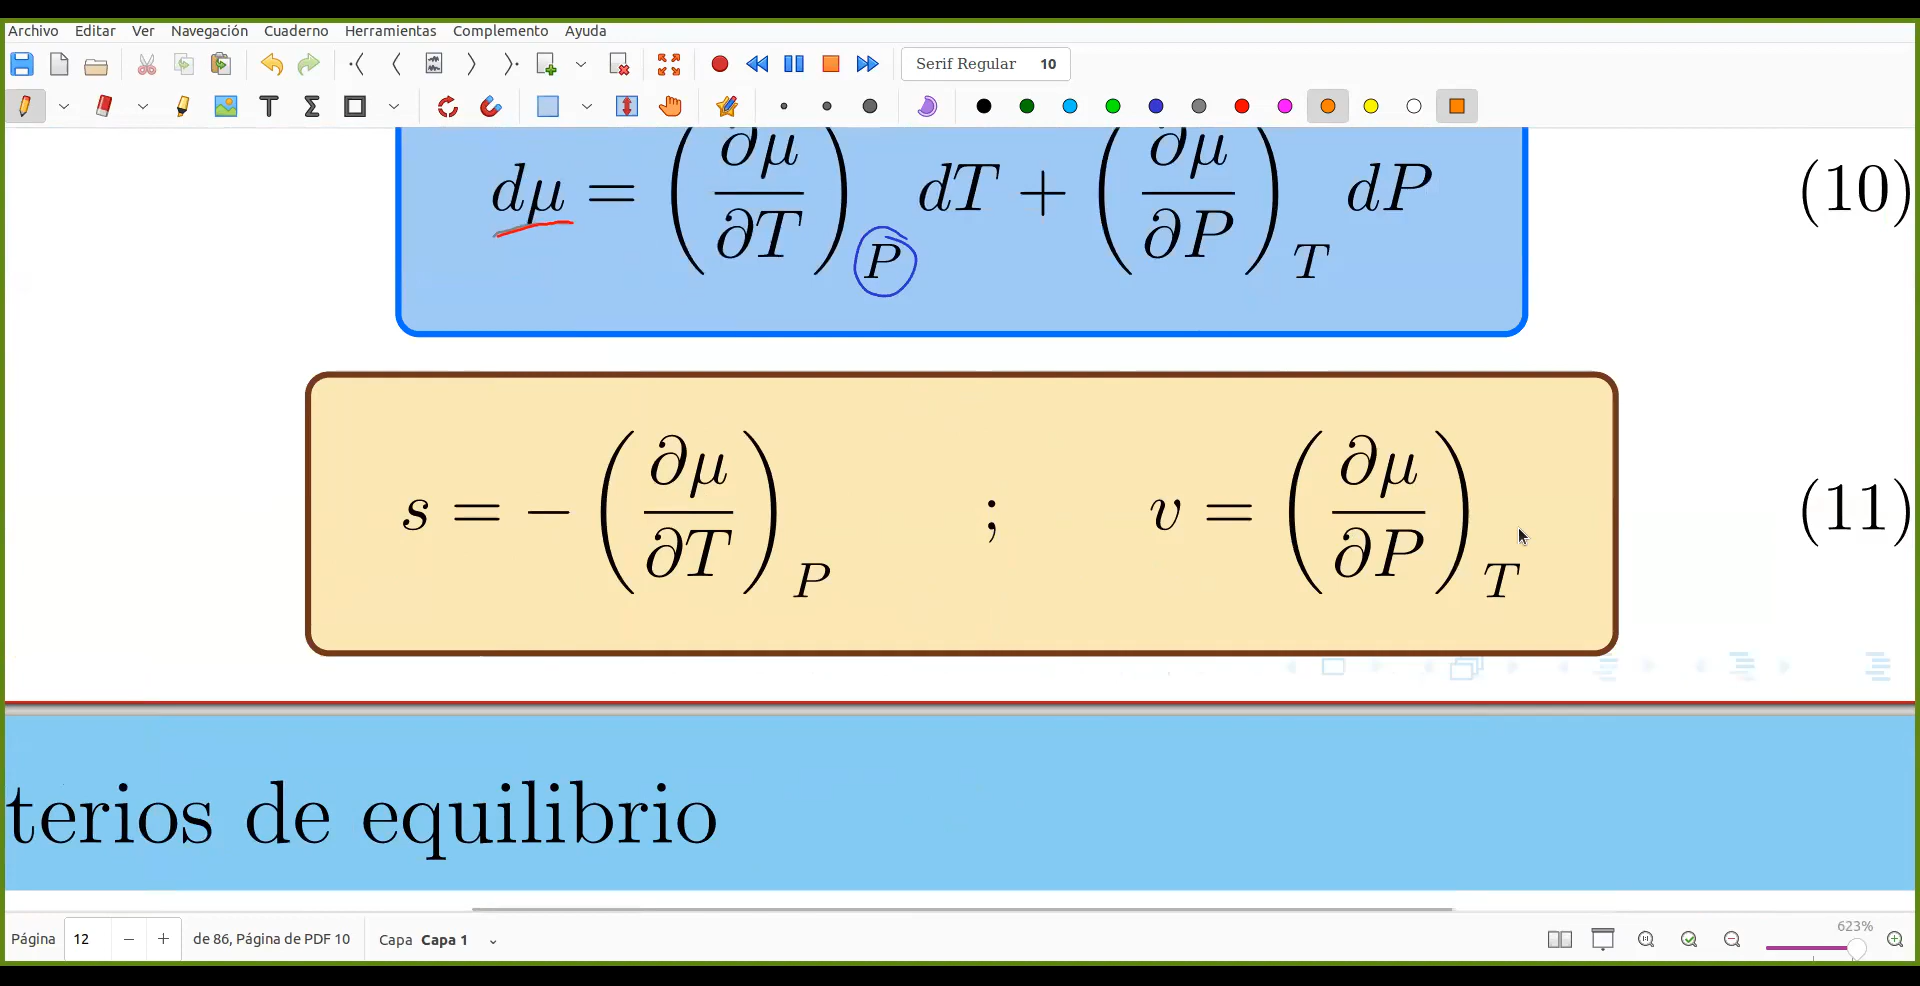 Archivo Editar Ver Navegación Cuaderno Herramientas Complemento Ayuda
Serif Regular 10
dμ = (∂μ/∂T)_P dT + (∂μ/∂P)_T dP (10)
s = − (∂μ/∂T)_P ; v = (∂μ/∂P)_T (11)
terios de equilibrio
Página 12 − + de 86, Página de PDF 10 Capa Capa 1 623%